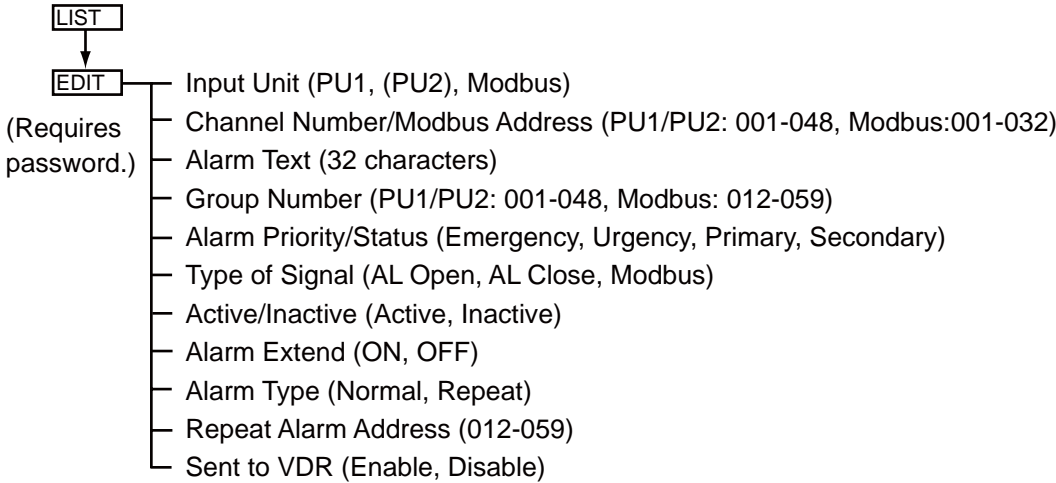 LIST
EDIT
(Requires
password.)
Input Unit (PU1, (PU2), Modbus)
Channel Number/Modbus Address (PU1/PU2: 001-048, Modbus:001-032)
Alarm Text (32 characters)
Group Number (PU1/PU2: 001-048, Modbus: 012-059)
Alarm Priority/Status (Emergency, Urgency, Primary, Secondary)
Type of Signal (AL Open, AL Close, Modbus)
Active/Inactive (Active, Inactive)
Alarm Extend (ON, OFF)
Alarm Type (Normal, Repeat)
Repeat Alarm Address (012-059)
Sent to VDR (Enable, Disable)